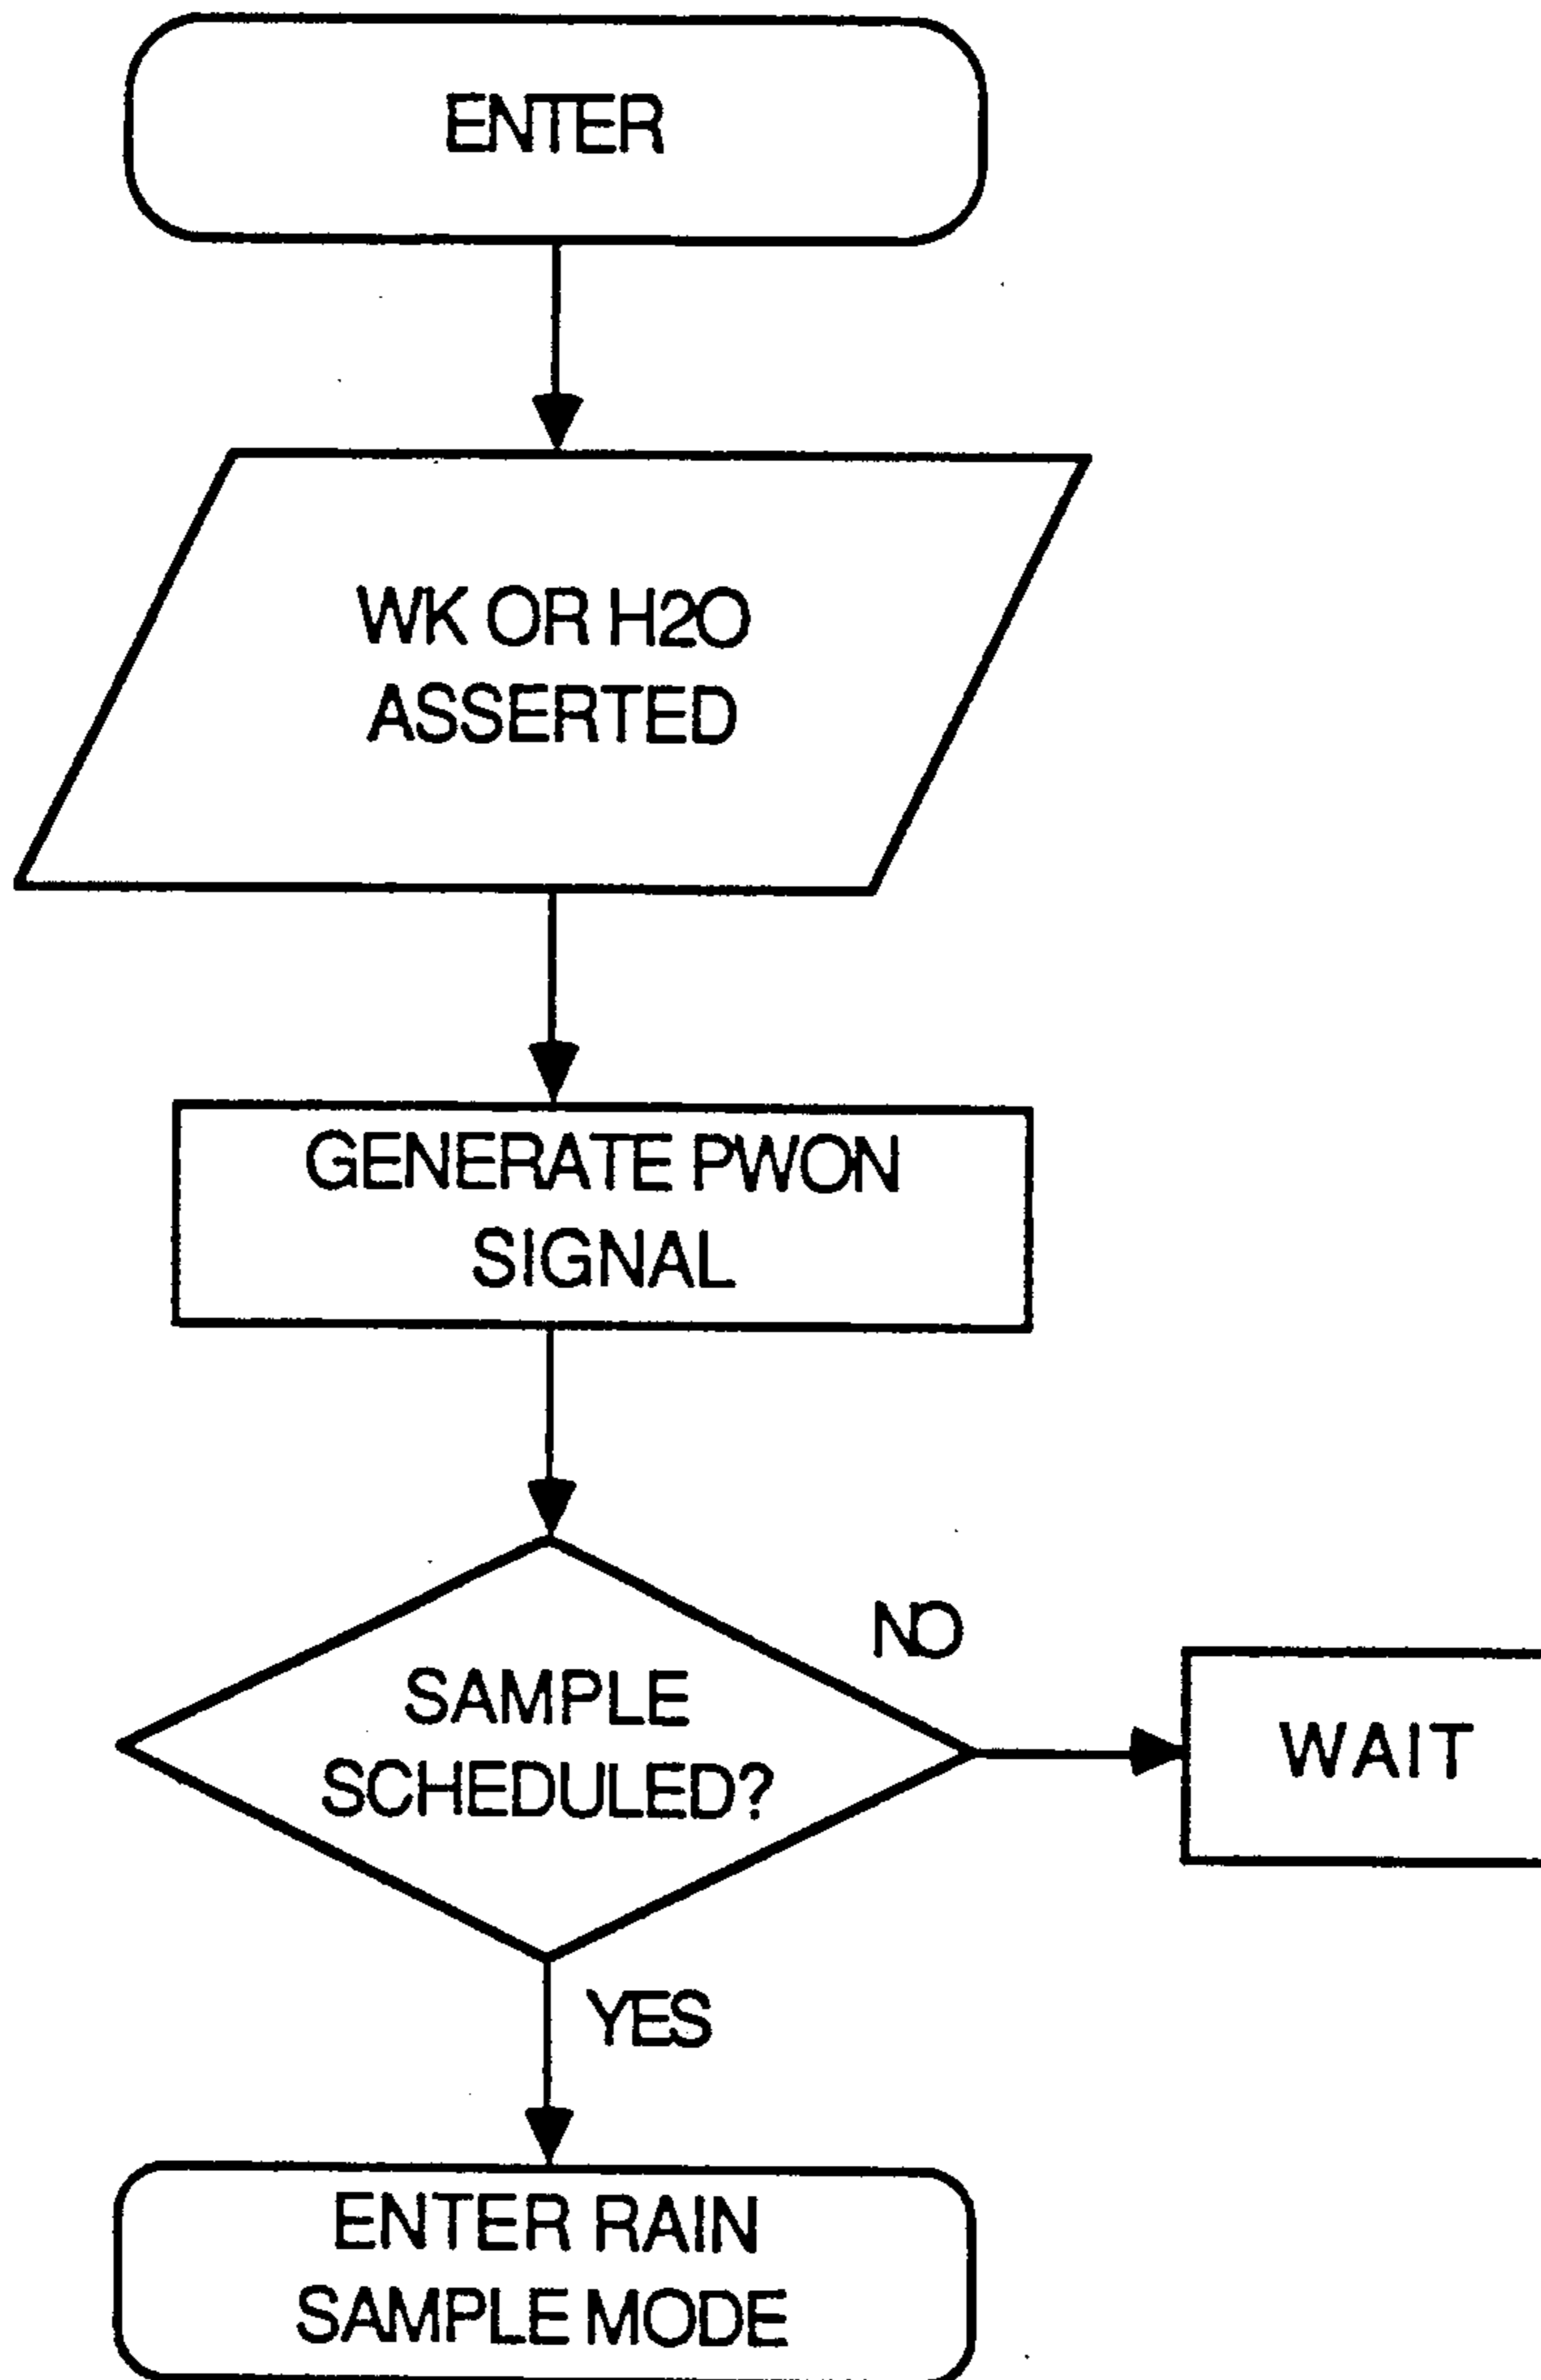 ENTER
WK OR H2O
ASSERTED
GENERATE PWON
SIGNAL
SAMPLE
SCHEDULED?
NO
WAIT
YES
ENTER RAIN
SAMPLE MODE